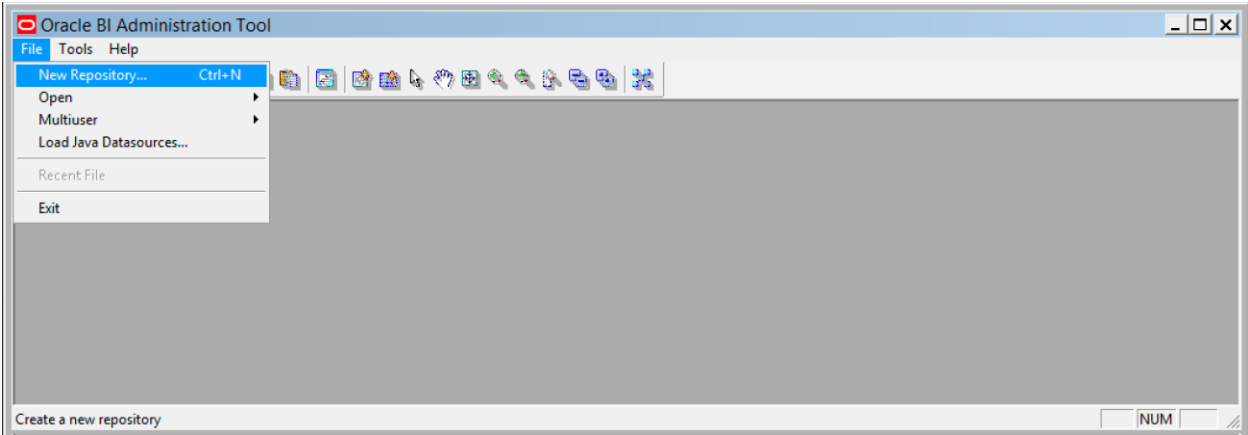 Oracle BI Administration Tool
File Tools Help
New Repository... Ctrl+N
Open
Multiuser
Load Java Datasources...
Recent File
Exit
Create a new repository NUM